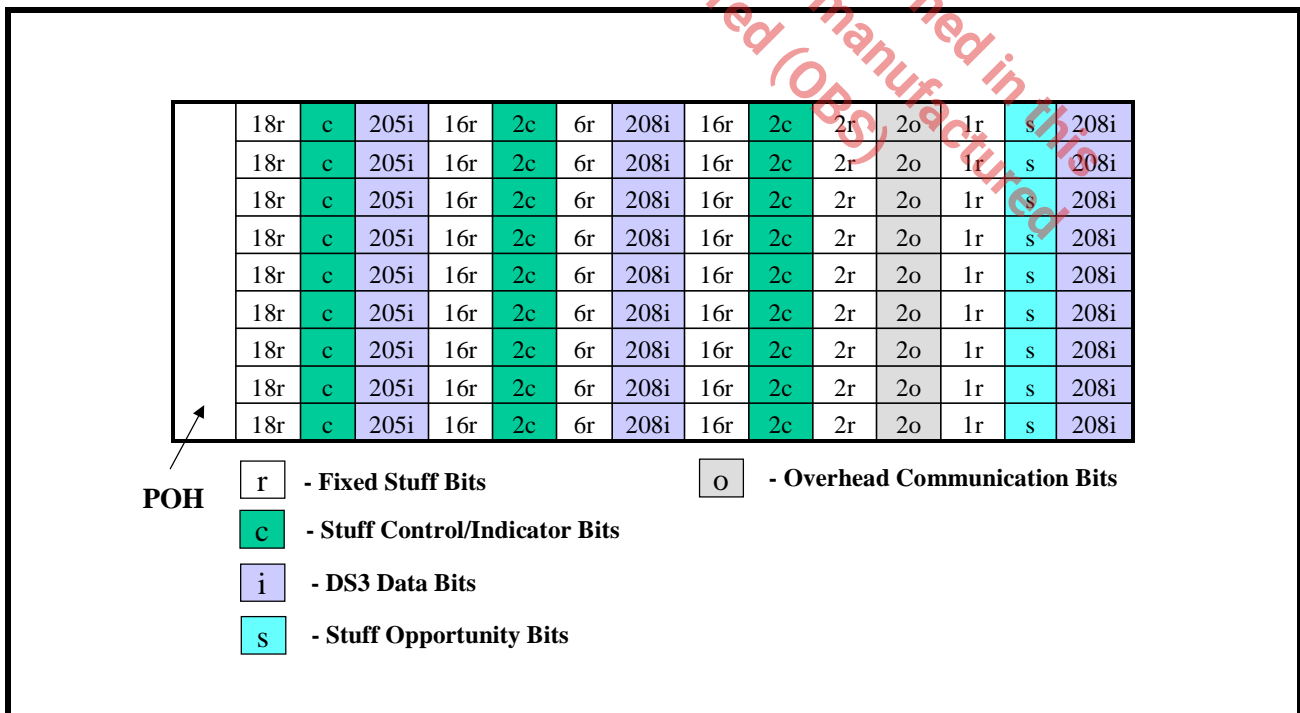 ned in this
manufactured
ed (OBS)
18r c 205i 16r 2c 6r 208i 16r 2c 2r 2o 1r s 208i
18r c 205i 16r 2c 6r 208i 16r 2c 2r 2o 1r s 208i
18r c 205i 16r 2c 6r 208i 16r 2c 2r 2o 1r s 208i
18r c 205i 16r 2c 6r 208i 16r 2c 2r 2o 1r s 208i
18r c 205i 16r 2c 6r 208i 16r 2c 2r 2o 1r s 208i
18r c 205i 16r 2c 6r 208i 16r 2c 2r 2o 1r s 208i
18r c 205i 16r 2c 6r 208i 16r 2c 2r 2o 1r s 208i
18r c 205i 16r 2c 6r 208i 16r 2c 2r 2o 1r s 208i
18r c 205i 16r 2c 6r 208i 16r 2c 2r 2o 1r s 208i
POH
r - Fixed Stuff Bits
o - Overhead Communication Bits
c - Stuff Control/Indicator Bits
i - DS3 Data Bits
s - Stuff Opportunity Bits